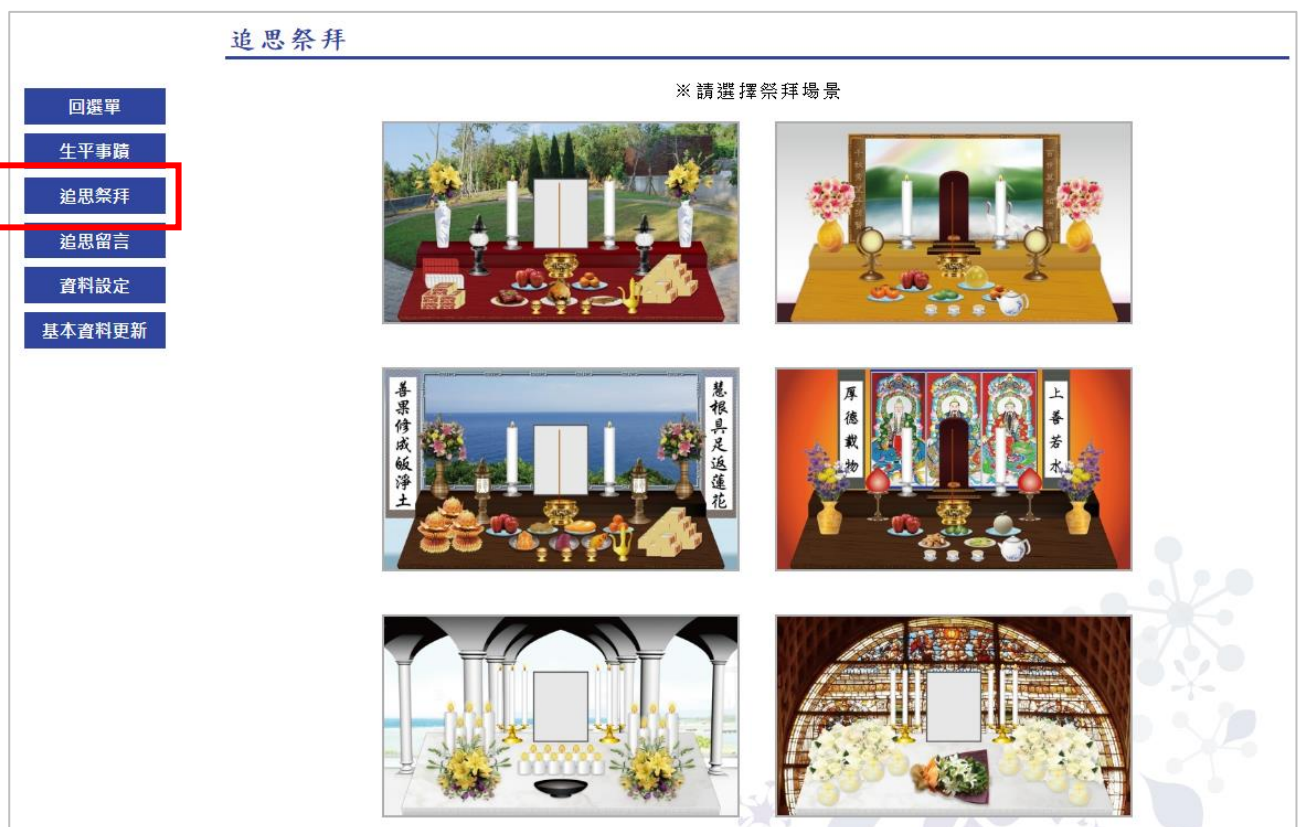 追思祭拜
回選單
生平事蹟
追思祭拜
追思留言
資料設定
基本資料更新
※請選擇祭拜場景
慧根具足返蓮花
善果修成皈淨土
上善若水
厚德載物